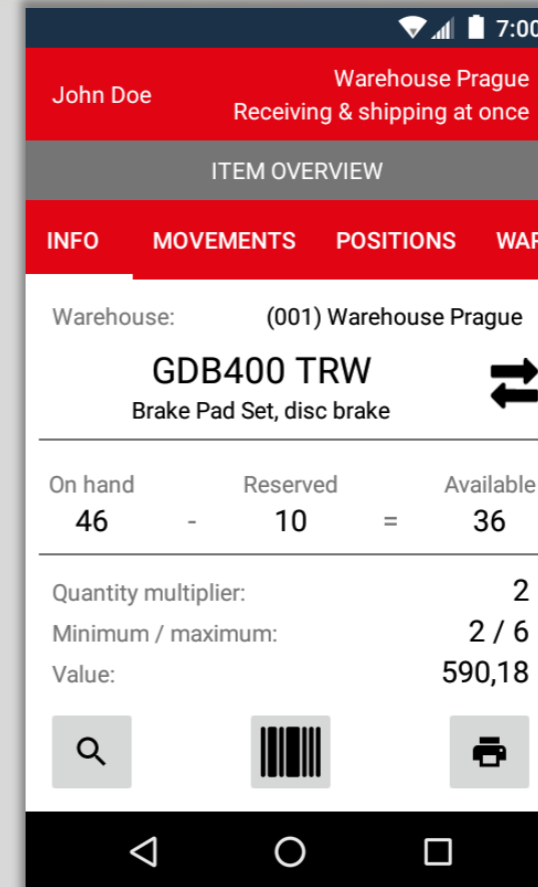 7:00
John Doe
Warehouse Prague
Receiving & shipping at once
ITEM OVERVIEW
INFO MOVEMENTS POSITIONS WAR
Warehouse: (001) Warehouse Prague
GDB400 TRW
Brake Pad Set, disc brake
On hand Reserved Available
46 - 10 = 36
Quantity multiplier: 2
Minimum / maximum: 2 / 6
Value: 590,18